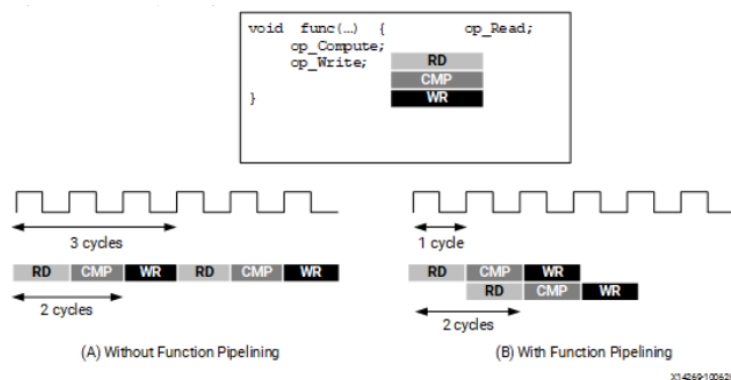 void func(…) { op_Read;
op_Compute;
op_Write; RD
CMP
} WR
3 cycles
RD CMP WR RD CMP WR
2 cycles
(A) Without Function Pipelining
1 cycle
RD CMP WR
RD CMP WR
2 cycles
(B) With Function Pipelining